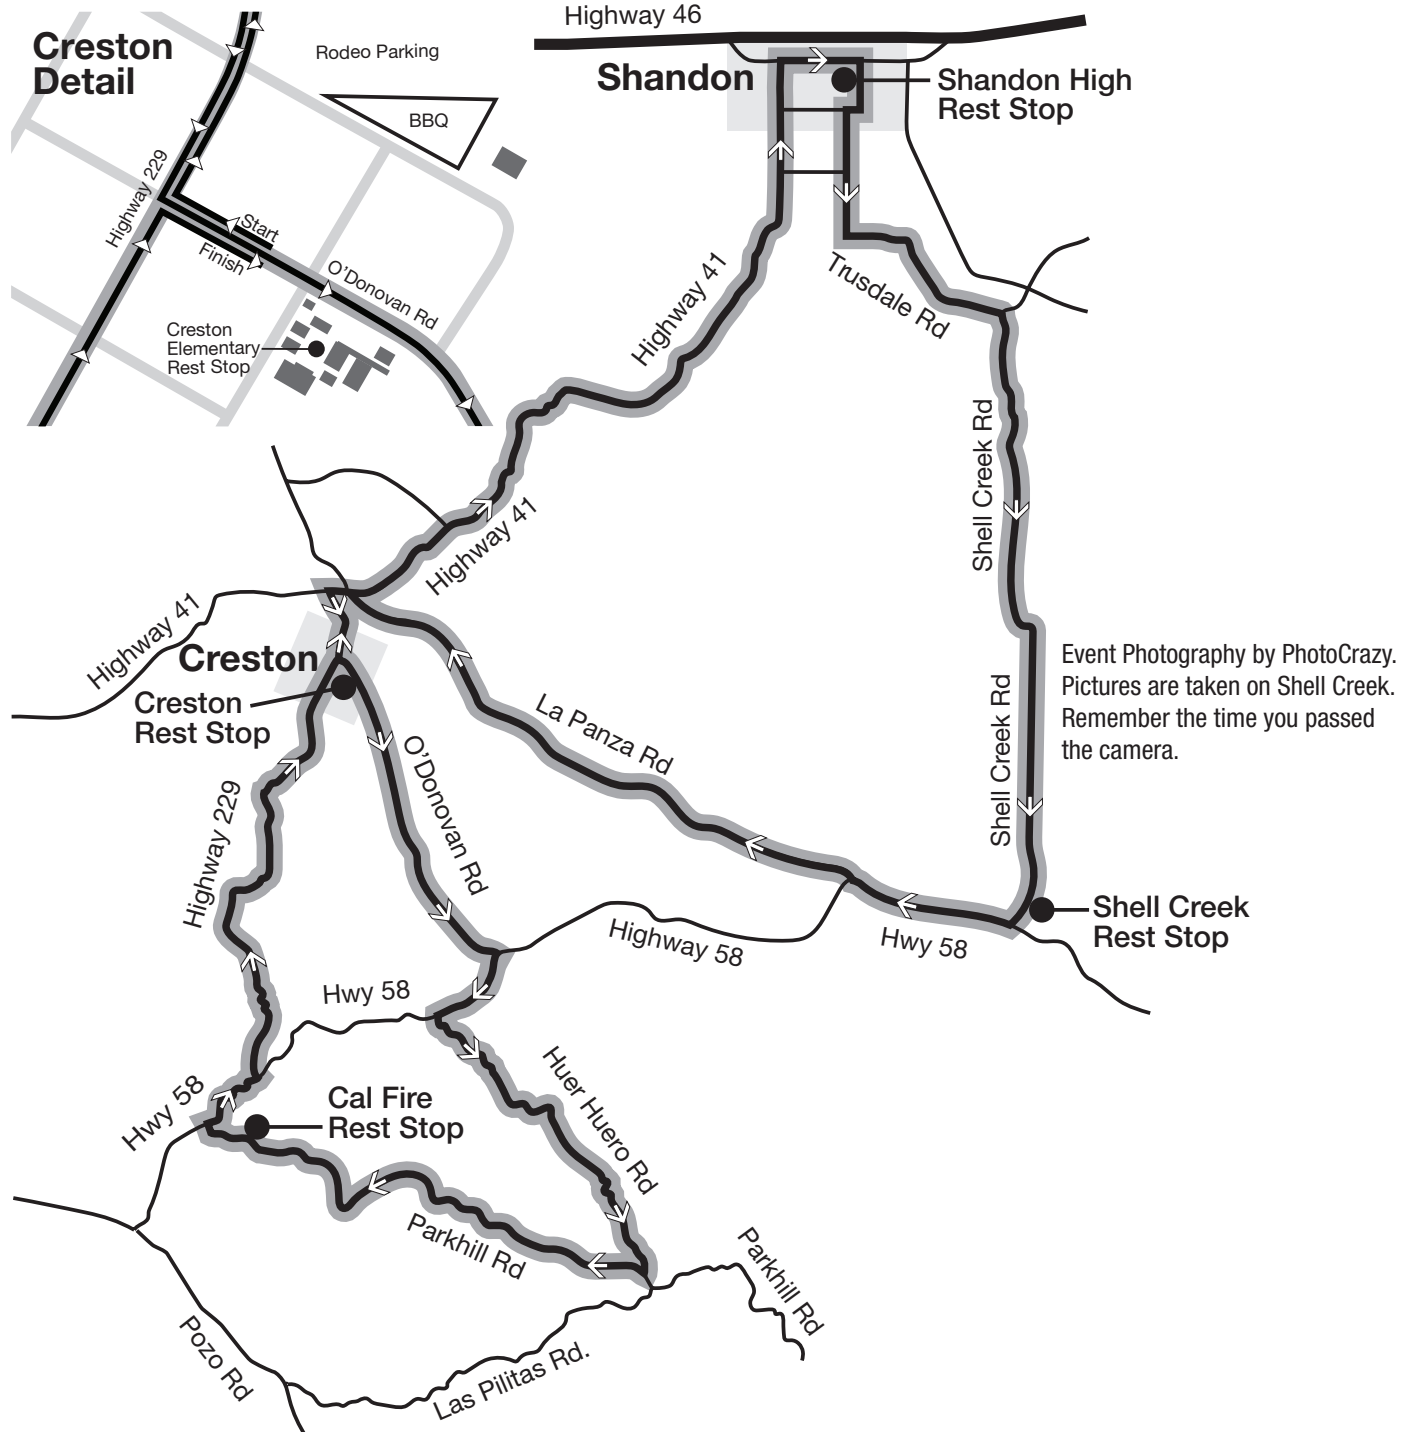 Highway 46
Creston
Detail
Rodeo Parking
BBQ
Shandon
Shandon High
Rest Stop
Highway 229
Start
Finish
O’Donovan Rd
Creston
Elementary
Rest Stop
Highway 41
Trusdale Rd
Shell Creek Rd
Highway 41
Highway 41
Creston
Creston
Rest Stop
Event Photography by PhotoCrazy.
Pictures are taken on Shell Creek.
Remember the time you passed
the camera.
La Panza Rd
Shell Creek Rd
O’Donovan Rd
Highway 229
Shell Creek
Rest Stop
Highway 58
Hwy 58
Hwy 58
Huer Huero Rd
Hwy 58
Cal Fire
Rest Stop
Parkhill Rd
Parkhill Rd
Pozo Rd
Las Pilitas Rd.